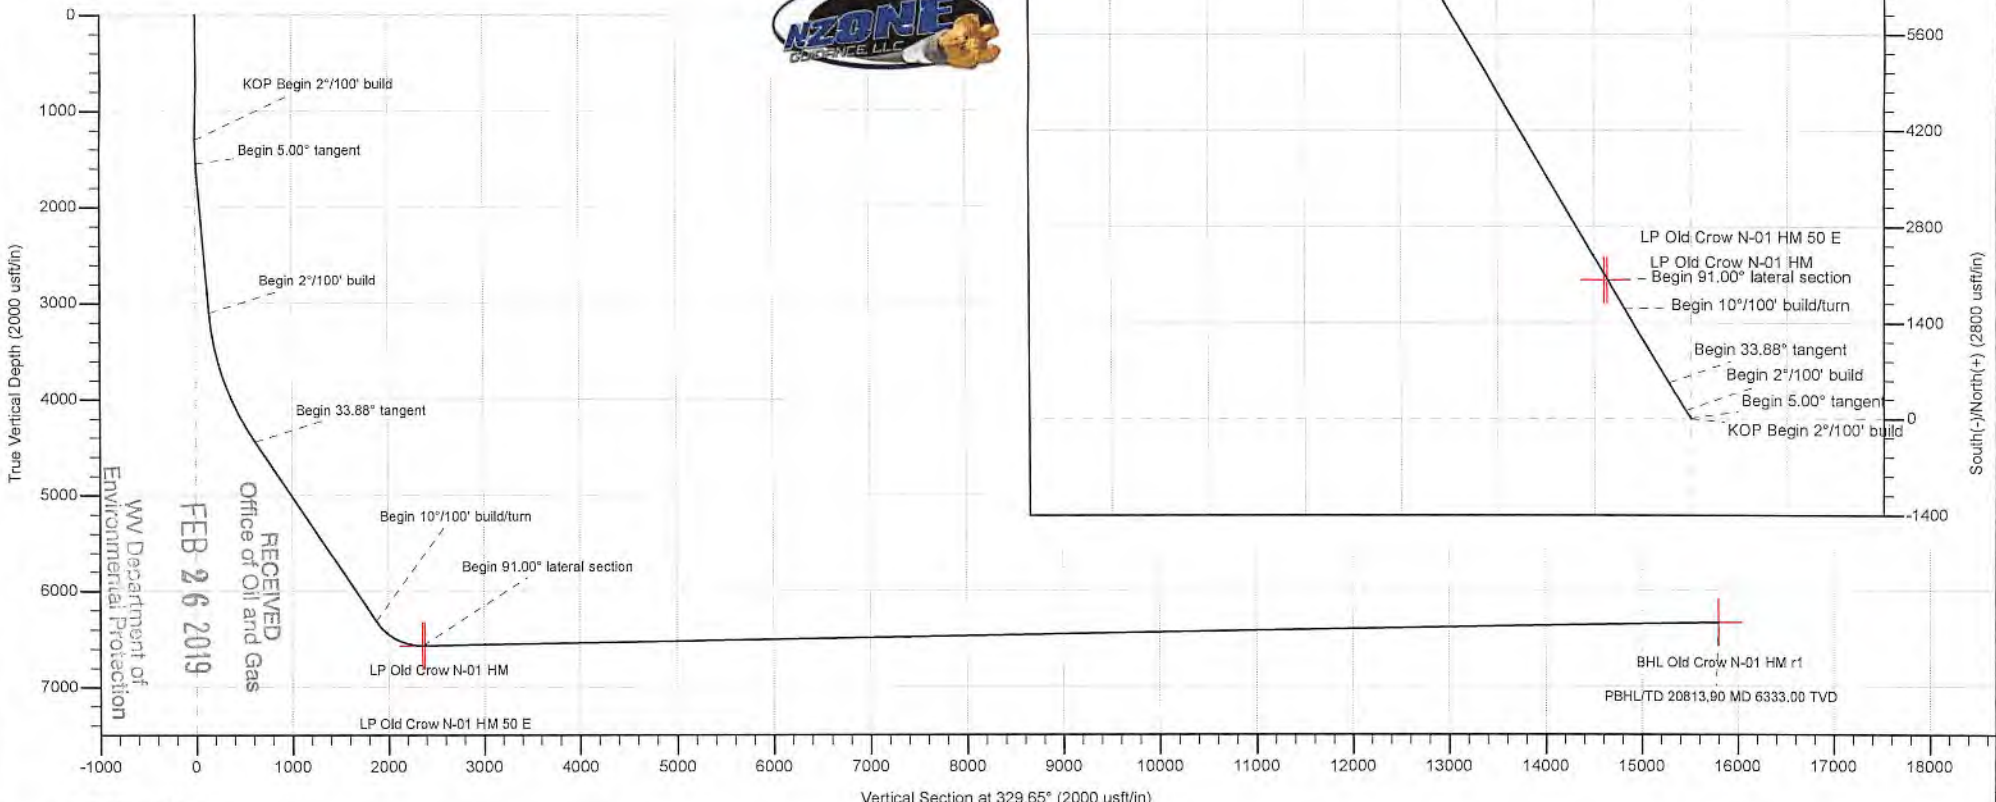 NZONE
GUIDANCE LLC
0
1000
2000
3000
4000
5000
6000
7000
True Vertical Depth (2000 usft/in)
KOP Begin 2°/100' build
Begin 5.00° tangent
Begin 2°/100' build
Begin 33.88° tangent
Begin 10°/100' build/turn
Begin 91.00° lateral section
LP Old Crow N-01 HM
LP Old Crow N-01 HM 50 E
BHL Old Crow N-01 HM r1
PBHL/TD 20813.90 MD 6333.00 TVD
RECEIVED
Office of Oil and Gas
FEB 26 2019
WV Department of
Environmental Protection
-1000
0
1000
2000
3000
4000
5000
6000
7000
8000
9000
10000
11000
12000
13000
14000
15000
16000
17000
18000
Vertical Section at 329.65° (2000 usft/in)
LP Old Crow N-01 HM 50 E
LP Old Crow N-01 HM
Begin 91.00° lateral section
Begin 10°/100' build/turn
Begin 33.88° tangent
Begin 2°/100' build
Begin 5.00° tangent
KOP Begin 2°/100' build
5600
4200
2800
1400
0
-1400
South(-)/North(+) (2800 usft/in)